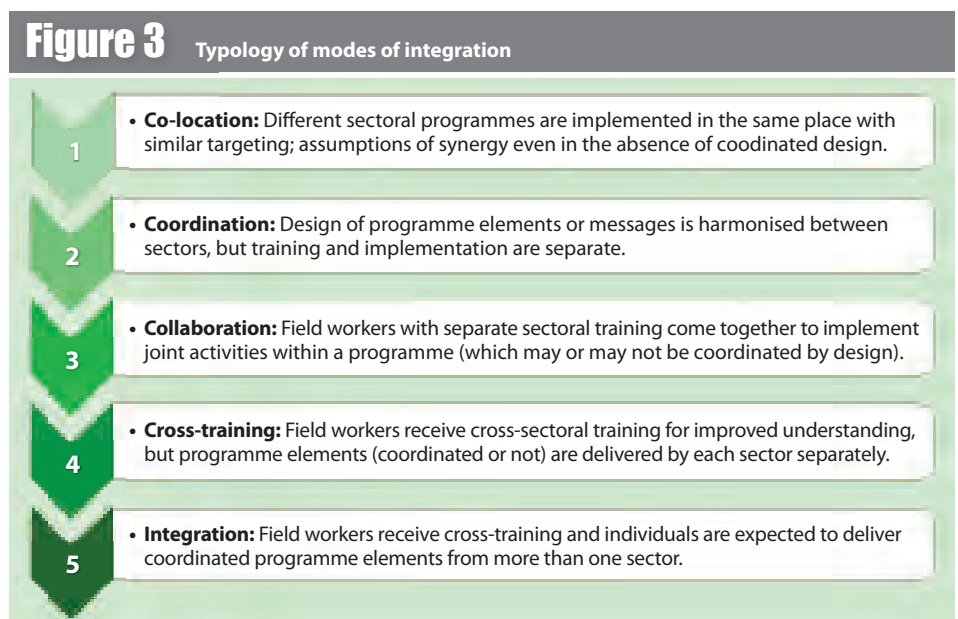 Figure 3 Typology of modes of integration
1
• Co-location: Different sectoral programmes are implemented in the same place with
similar targeting; assumptions of synergy even in the absence of coodinated design.
2
• Coordination: Design of programme elements or messages is harmonised between
sectors, but training and implementation are separate.
3
• Collaboration: Field workers with separate sectoral training come together to implement
joint activities within a programme (which may or may not be coordinated by design).
4
• Cross-training: Field workers receive cross-sectoral training for improved understanding,
but programme elements (coordinated or not) are delivered by each sector separately.
5
• Integration: Field workers receive cross-training and individuals are expected to deliver
coordinated programme elements from more than one sector.